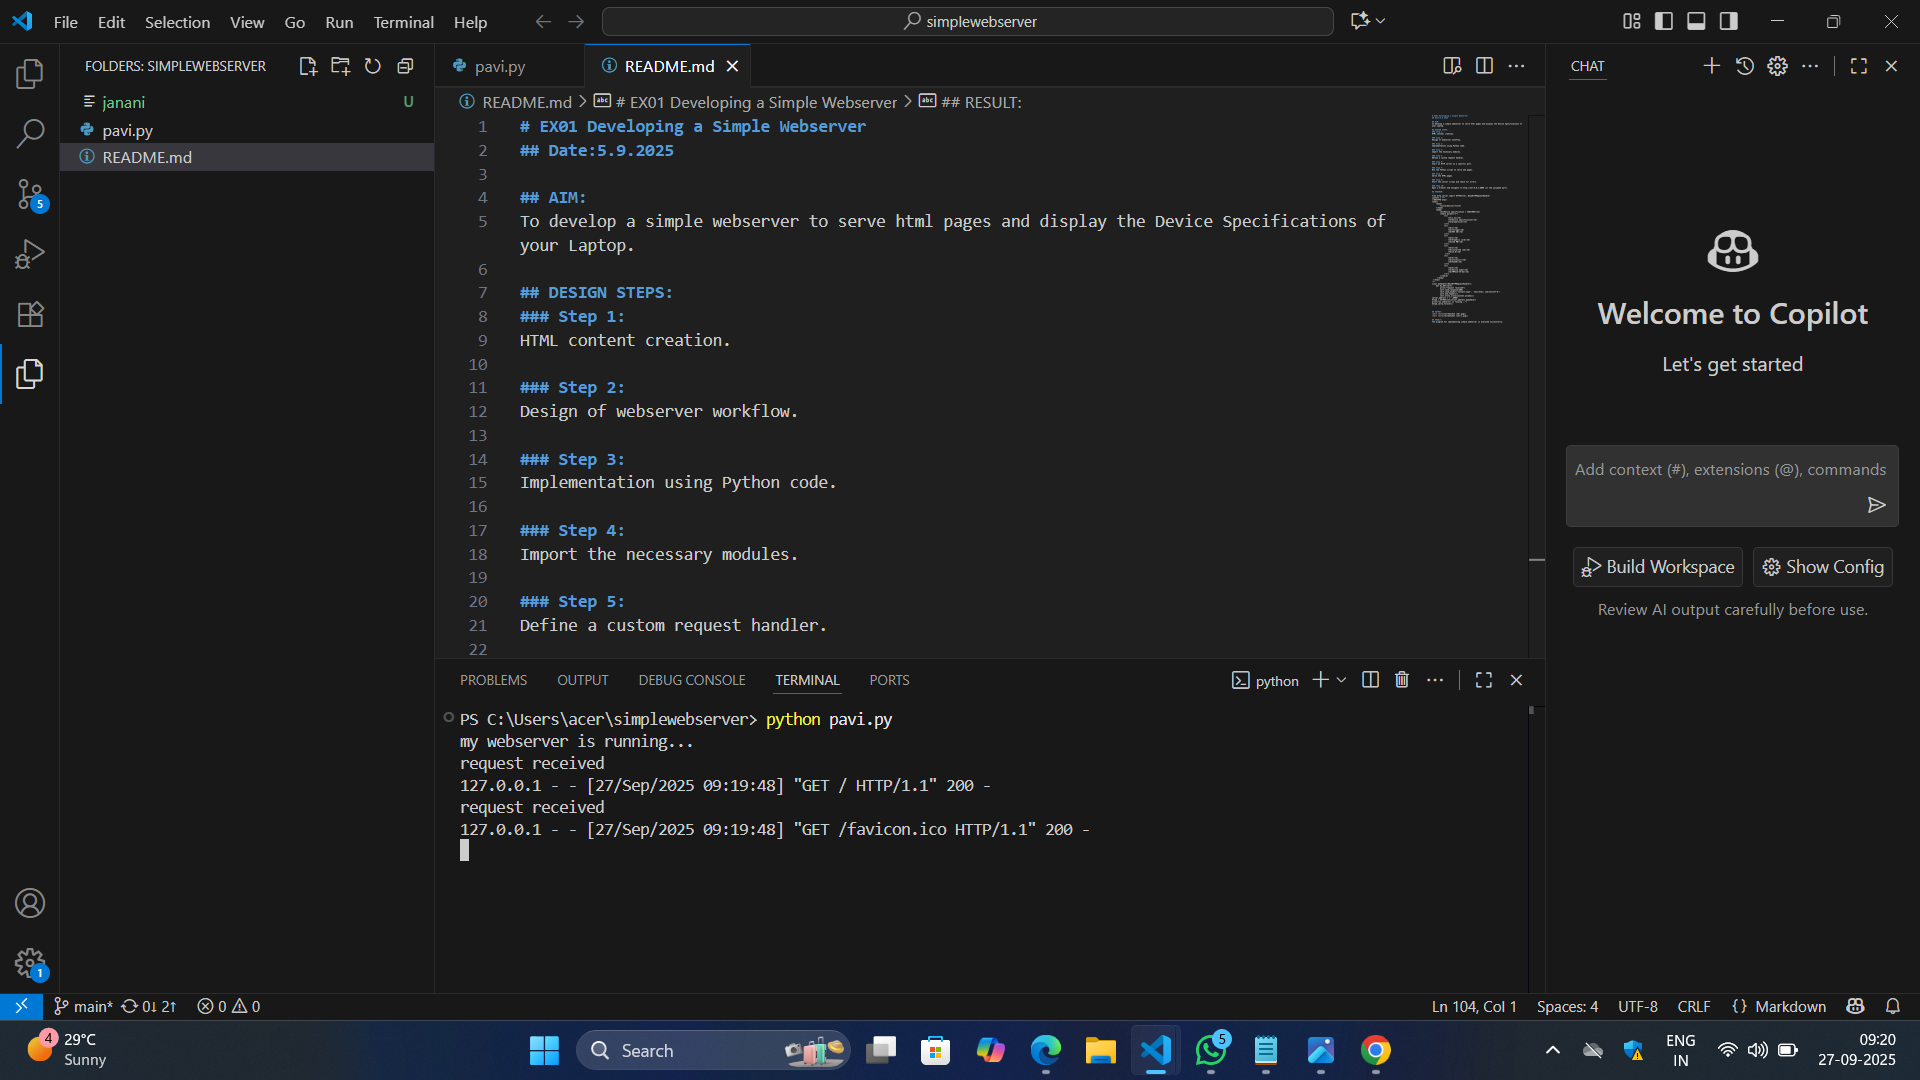 File Edit Selection View Go Run Terminal Help
simplewebserver
FOLDERS: SIMPLEWEBSERVER
janani U
pavi.py
README.md
5
1
pavi.py
README.md
README.md > # EX01 Developing a Simple Webserver > ## RESULT:
1 # EX01 Developing a Simple Webserver
2 ## Date:5.9.2025
3
4 ## AIM:
5 To develop a simple webserver to serve html pages and display the Device Specifications of
your Laptop.
6
7 ## DESIGN STEPS:
8 ### Step 1:
9 HTML content creation.
10
11 ### Step 2:
12 Design of webserver workflow.
13
14 ### Step 3:
15 Implementation using Python code.
16
17 ### Step 4:
18 Import the necessary modules.
19
20 ### Step 5:
21 Define a custom request handler.
22
PROBLEMS OUTPUT DEBUG CONSOLE TERMINAL PORTS
python
PS C:\Users\acer\simplewebserver> python pavi.py
my webserver is running...
request received
127.0.0.1 - - [27/Sep/2025 09:19:48] "GET / HTTP/1.1" 200 -
request received
127.0.0.1 - - [27/Sep/2025 09:19:48] "GET /favicon.ico HTTP/1.1" 200 -
CHAT
Welcome to Copilot
Let's get started
Add context (#), extensions (@), commands
Build Workspace
Show Config
Review AI output carefully before use.
main* 0↓ 2↑ 0 0
Ln 104, Col 1 Spaces: 4 UTF-8 CRLF {} Markdown
4
29°C
Sunny
Search
5
ENG
IN
09:20
27-09-2025